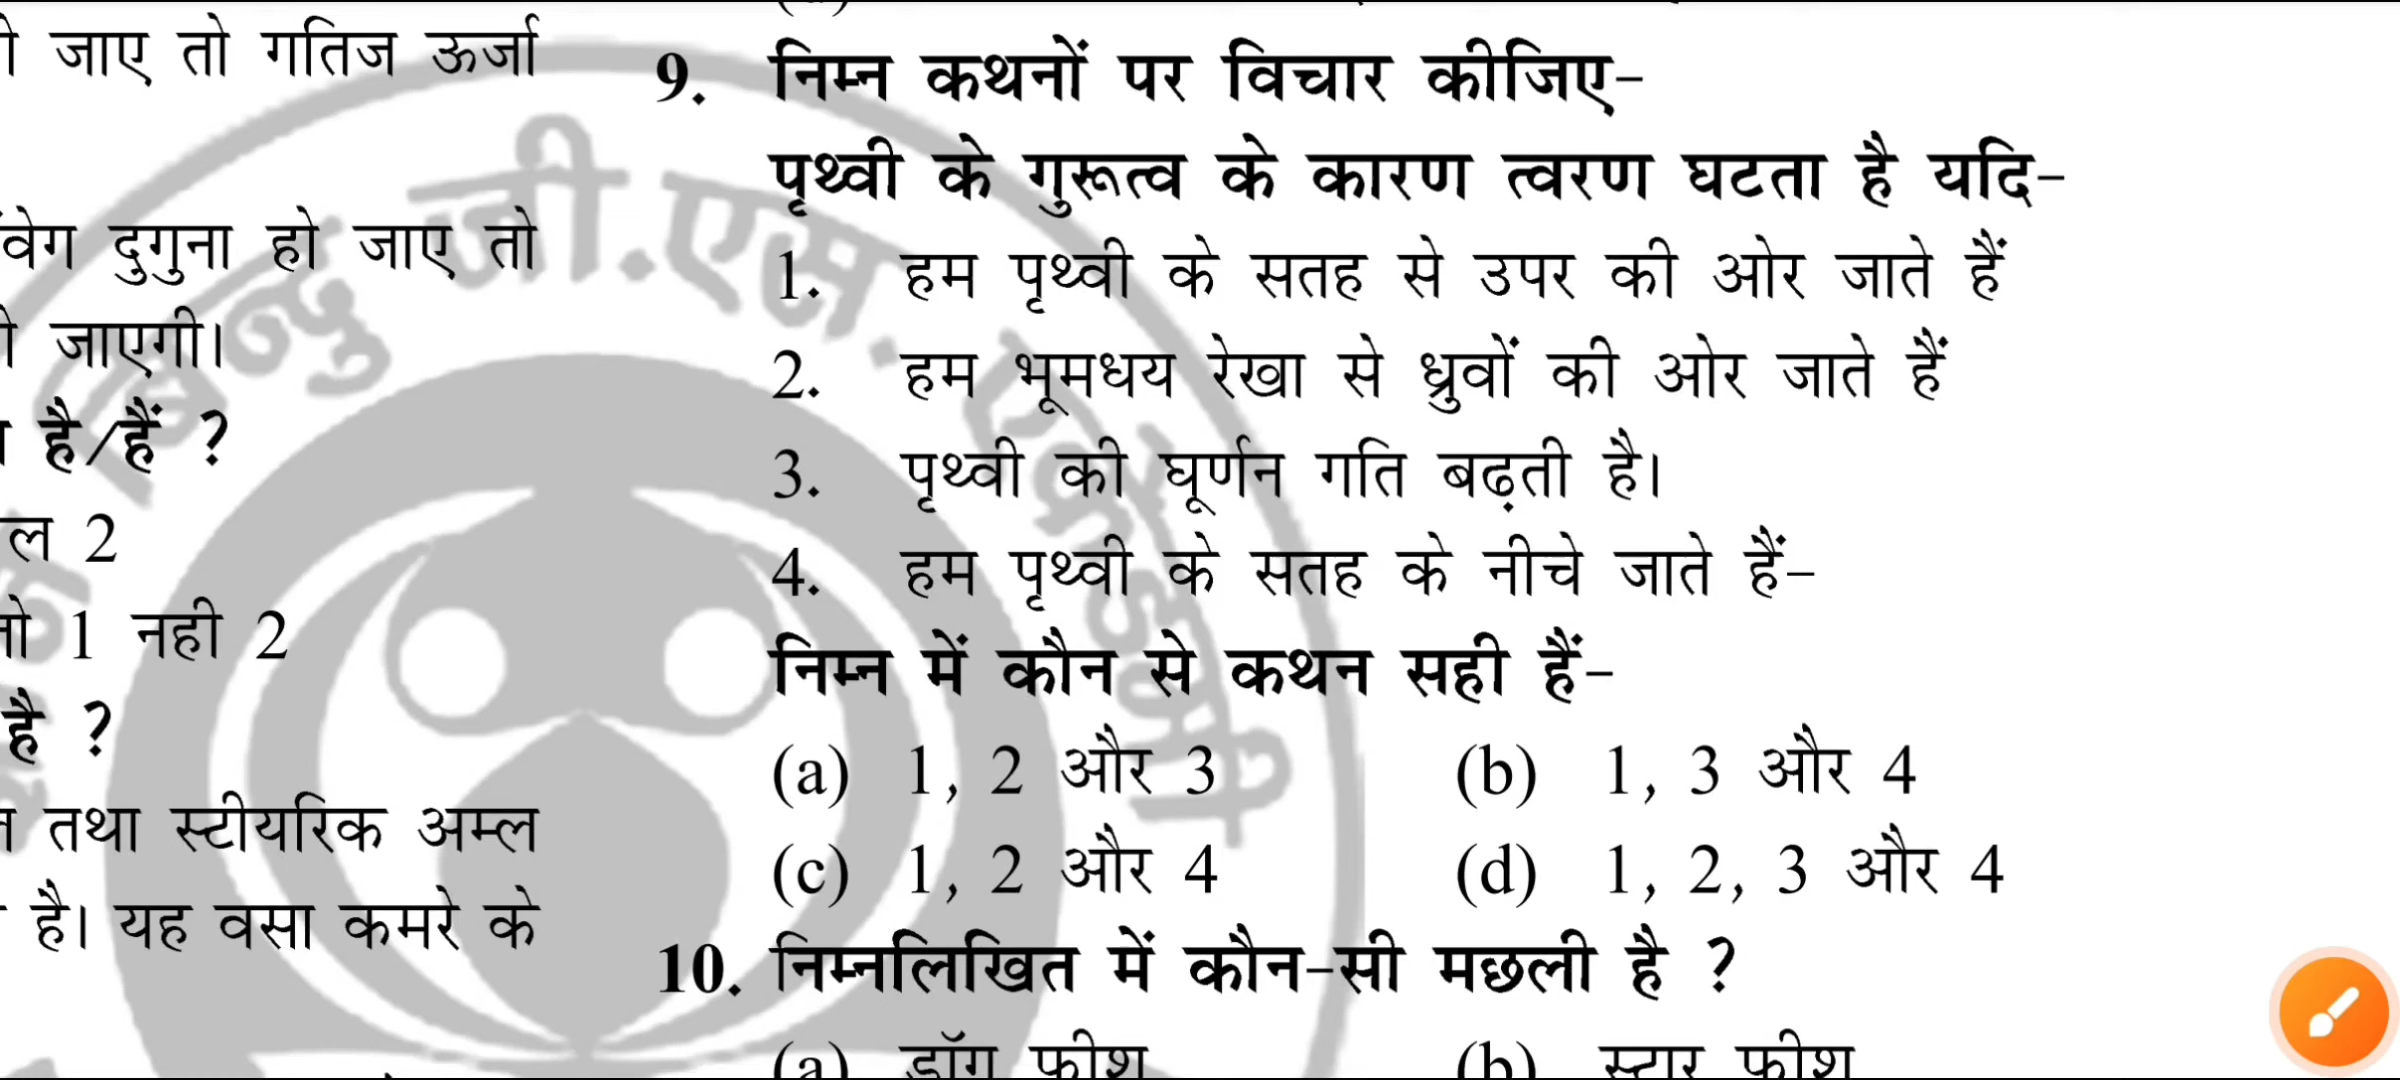 जाए तो गतिज ऊर्जा
वेग दुगुना हो जाए तो
जाएगी।
है/हैं ?
2
1 नही 2
है ?
तथा स्टीयरिक अम्ल
है। यह वसा कमरे के
9. निम्न कथनों पर विचार कीजिए-
पृथ्वी के गुरूत्व के कारण त्वरण घटता है यदि-
1. हम पृथ्वी के सतह से उपर की ओर जाते हैं
2. हम भूमधय रेखा से ध्रुवों की ओर जाते हैं
3. पृथ्वी की घूर्णन गति बढ़ती है।
4. हम पृथ्वी के सतह के नीचे जाते हैं-
निम्न में कौन से कथन सही हैं-
(a) 1, 2 और 3 (b) 1, 3 और 4
(c) 1, 2 और 4 (d) 1, 2, 3 और 4
10. निम्नलिखित में कौन-सी मछली है ?
(a) डॉग फीश (b) स्टार फीश
जी.एस.